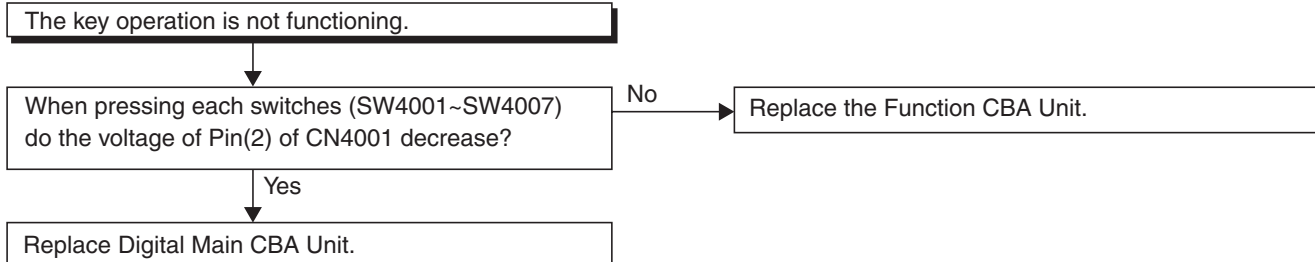 The key operation is not functioning.
When pressing each switches (SW4001~SW4007)
do the voltage of Pin(2) of CN4001 decrease?
No
Replace the Function CBA Unit.
Yes
Replace Digital Main CBA Unit.